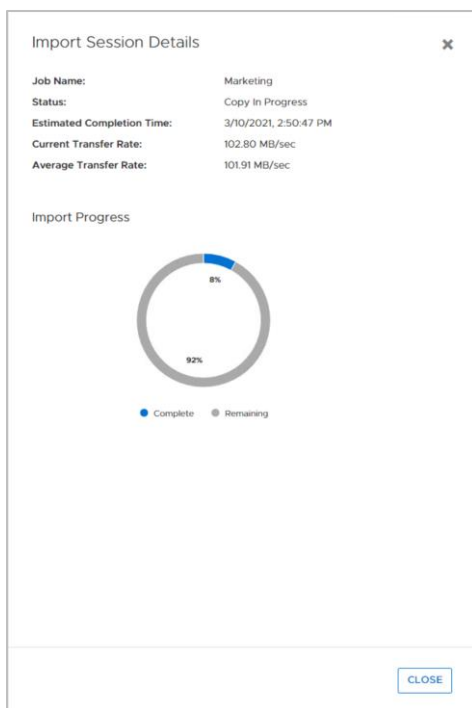 Import Session Details
Job Name: Marketing
Status: Copy In Progress
Estimated Completion Time: 3/10/2021, 2:50:47 PM
Current Transfer Rate: 102.80 MB/sec
Average Transfer Rate: 101.91 MB/sec
Import Progress
8%
92%
Complete Remaining
CLOSE